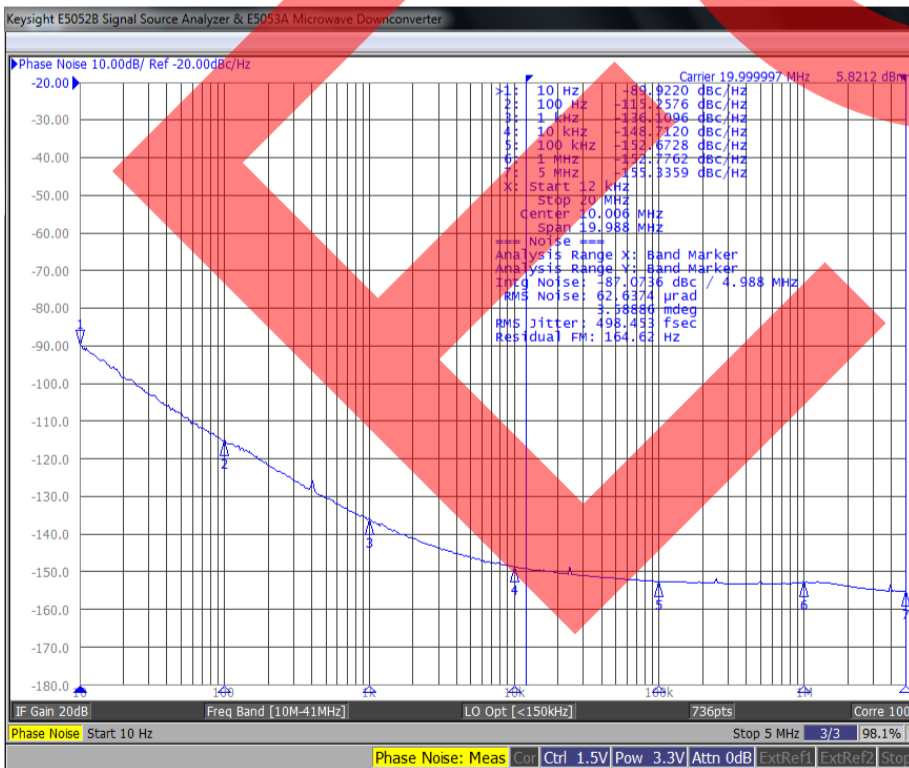 Keysight E5052B Signal Source Analyzer & E5053A Microwave Downconverter
Phase Noise 10.00dB/ Ref -20.00dBc/Hz
Carrier 19.999997 MHz 5.8212 dBm
>1: 10 Hz -89.9220 dBc/Hz
2: 100 Hz -115.2576 dBc/Hz
3: 1 kHz -136.1096 dBc/Hz
4: 10 kHz -148.7120 dBc/Hz
5: 100 kHz -152.6728 dBc/Hz
6: 1 MHz -152.7762 dBc/Hz
7: 5 MHz -155.3359 dBc/Hz
X: Start 12 kHz
Stop 20 MHz
Center 10.006 MHz
Span 19.988 MHz
=== Noise ===
Analysis Range X: Band Marker
Analysis Range Y: Band Marker
Intg Noise: -87.0736 dBc / 4.988 MHz
RMS Noise: 62.6374 µrad
3.58886 mdeg
RMS Jitter: 498.453 fsec
Residual FM: 164.62 Hz
-20.00
-30.00
-40.00
-50.00
-60.00
-70.00
-80.00
-90.00
-100.0
-110.0
-120.0
-130.0
-140.0
-150.0
-160.0
-170.0
-180.0
1
2
3
4
5
6
7
10 100 1k 10k 100k 1M
IF Gain 20dB Freq Band [10M-41MHz] LO Opt [<150kHz] 736pts Corre 100
Phase Noise Start 10 Hz Stop 5 MHz 3/3 98.1%
Phase Noise: Meas Cor Ctrl 1.5V Pow 3.3V Attn 0dB ExtRef1 ExtRef2 Stop